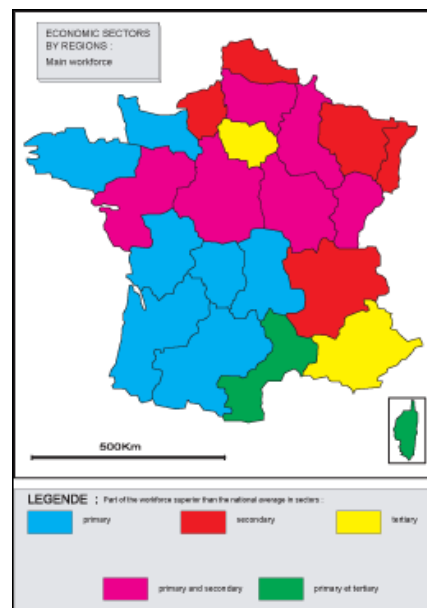 ECONOMIC SECTORS
BY REGIONS :
Main workforce
500Km
LEGENDE : Part of the workforce superior than the national average in sectors :
primary
secondary
tertiary
primary and secondary
primary et tertiary